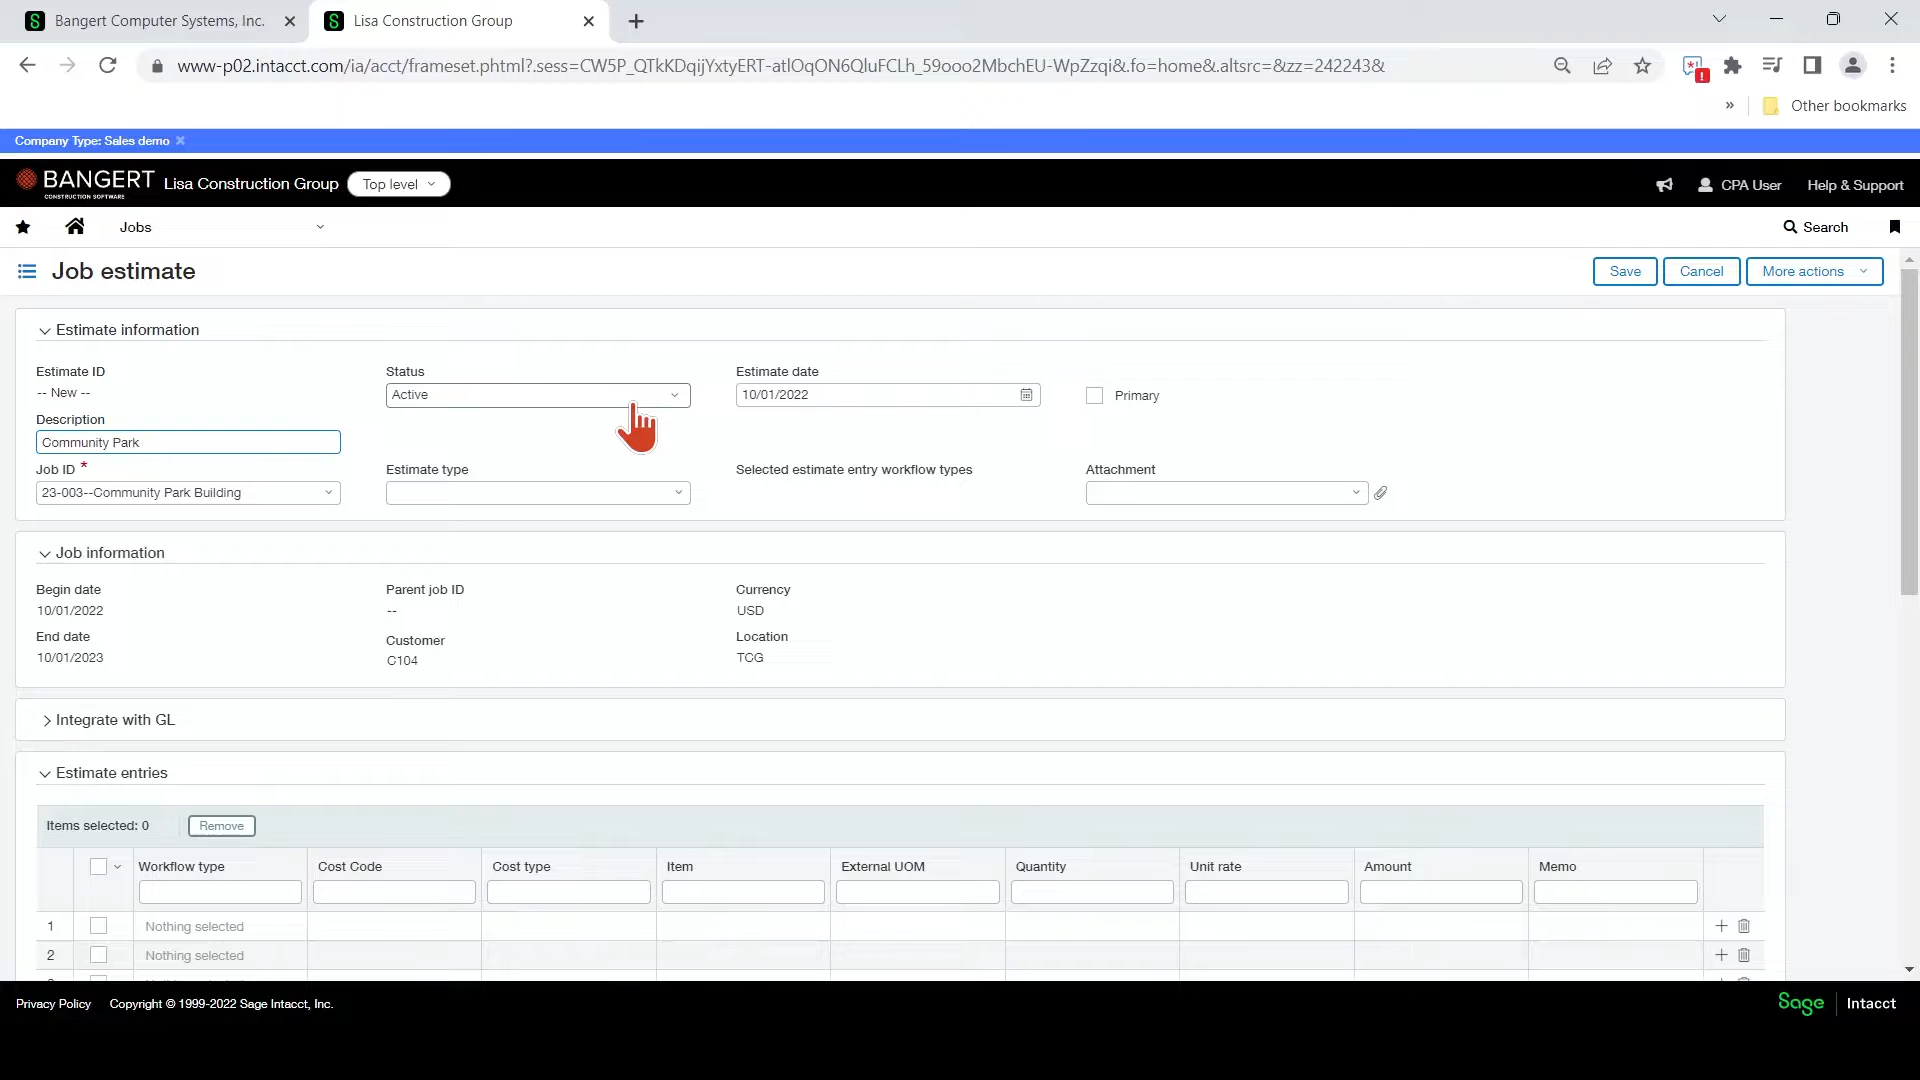 Bangert Computer Systems, Inc.
Lisa Construction Group
www-p02.intacct.com/ia/acct/frameset.phtml?.sess=CW5P_QTkKDqijYxtyERT-atlOqON6QluFCLh_59ooo2MbchEU-WpZzqi&.fo=home&.altsrc=&zz=242243&
» Other bookmarks
Company Type: Sales demo
BANGERT
CONSTRUCTION SOFTWARE
Lisa Construction Group Top level
CPA User Help & Support
Jobs
Search
Job estimate
Save Cancel More actions
Estimate information
Estimate ID Status Estimate date
-- New -- Active 10/01/2022 Primary
Description
Community Park
Job ID * Estimate type Selected estimate entry workflow types Attachment
23-003--Community Park Building
Job information
Begin date Parent job ID Currency
10/01/2022 -- USD
End date Customer Location
10/01/2023 C104 TCG
Integrate with GL
Estimate entries
Items selected: 0 Remove
Workflow type Cost Code Cost type Item External UOM Quantity Unit rate Amount Memo
1 Nothing selected
2 Nothing selected
Privacy Policy Copyright © 1999-2022 Sage Intacct, Inc.
Sage Intacct